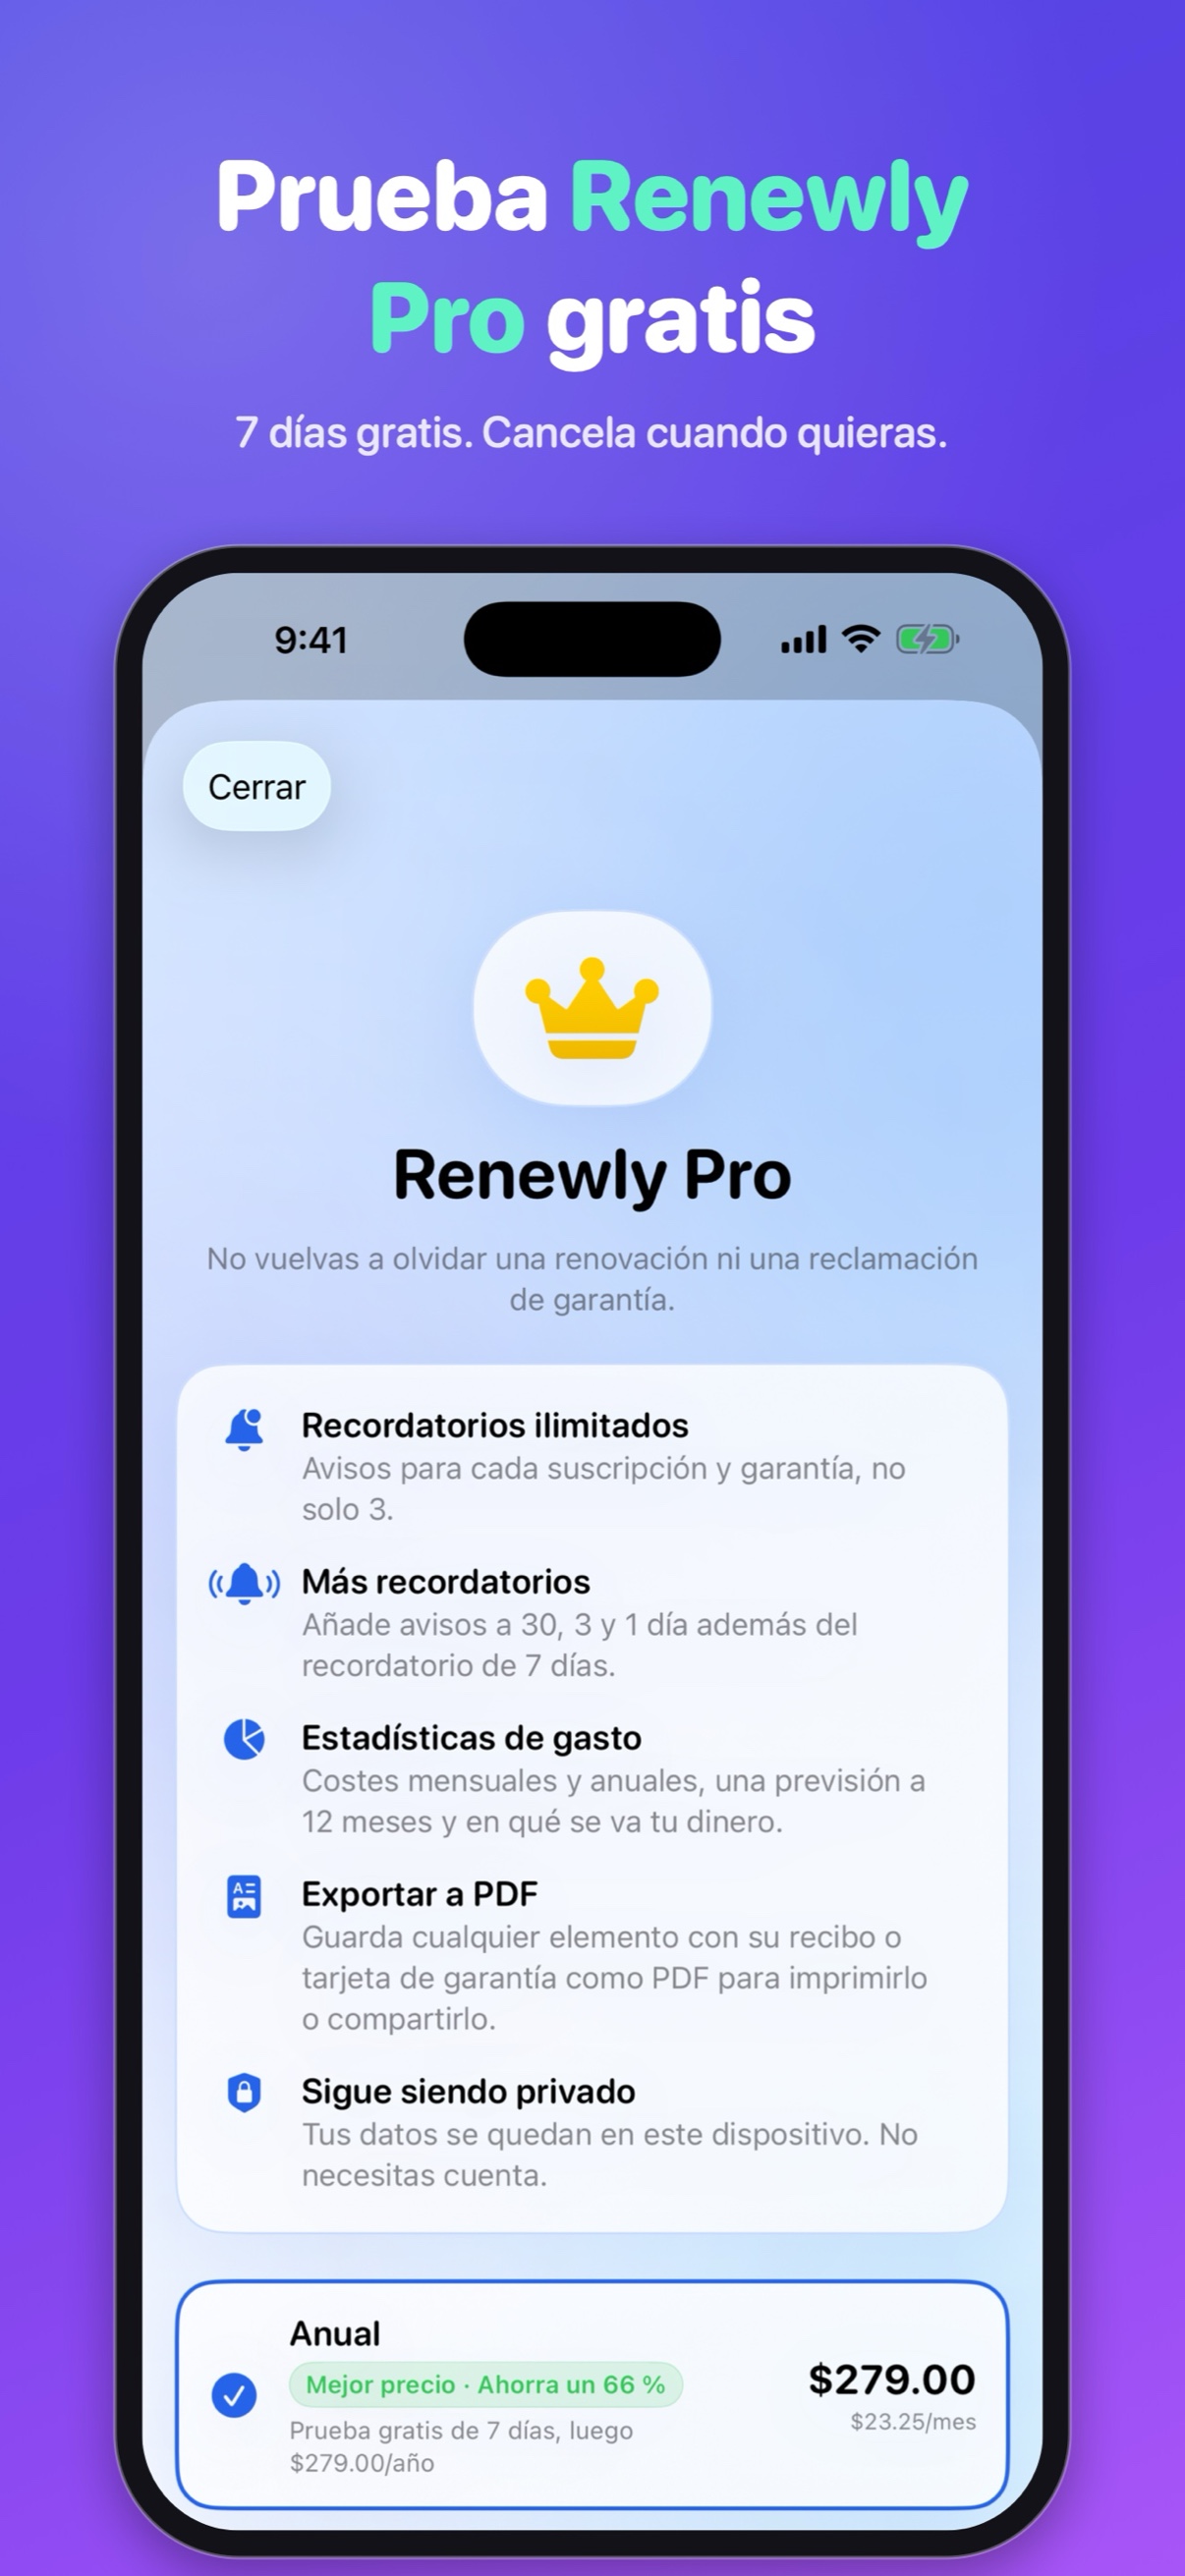 Prueba Renewly
Pro gratis
7 días gratis. Cancela cuando quieras.
9:41
Cerrar
Renewly Pro
No vuelvas a olvidar una renovación ni una reclamación
de garantía.
Recordatorios ilimitados
Avisos para cada suscripción y garantía, no
solo 3.
Más recordatorios
Añade avisos a 30, 3 y 1 día además del
recordatorio de 7 días.
Estadísticas de gasto
Costes mensuales y anuales, una previsión a
12 meses y en qué se va tu dinero.
Exportar a PDF
Guarda cualquier elemento con su recibo o
tarjeta de garantía como PDF para imprimirlo
o compartirlo.
Sigue siendo privado
Tus datos se quedan en este dispositivo. No
necesitas cuenta.
Anual
Mejor precio · Ahorra un 66 %
$279.00
$23.25/mes
Prueba gratis de 7 días, luego
$279.00/año